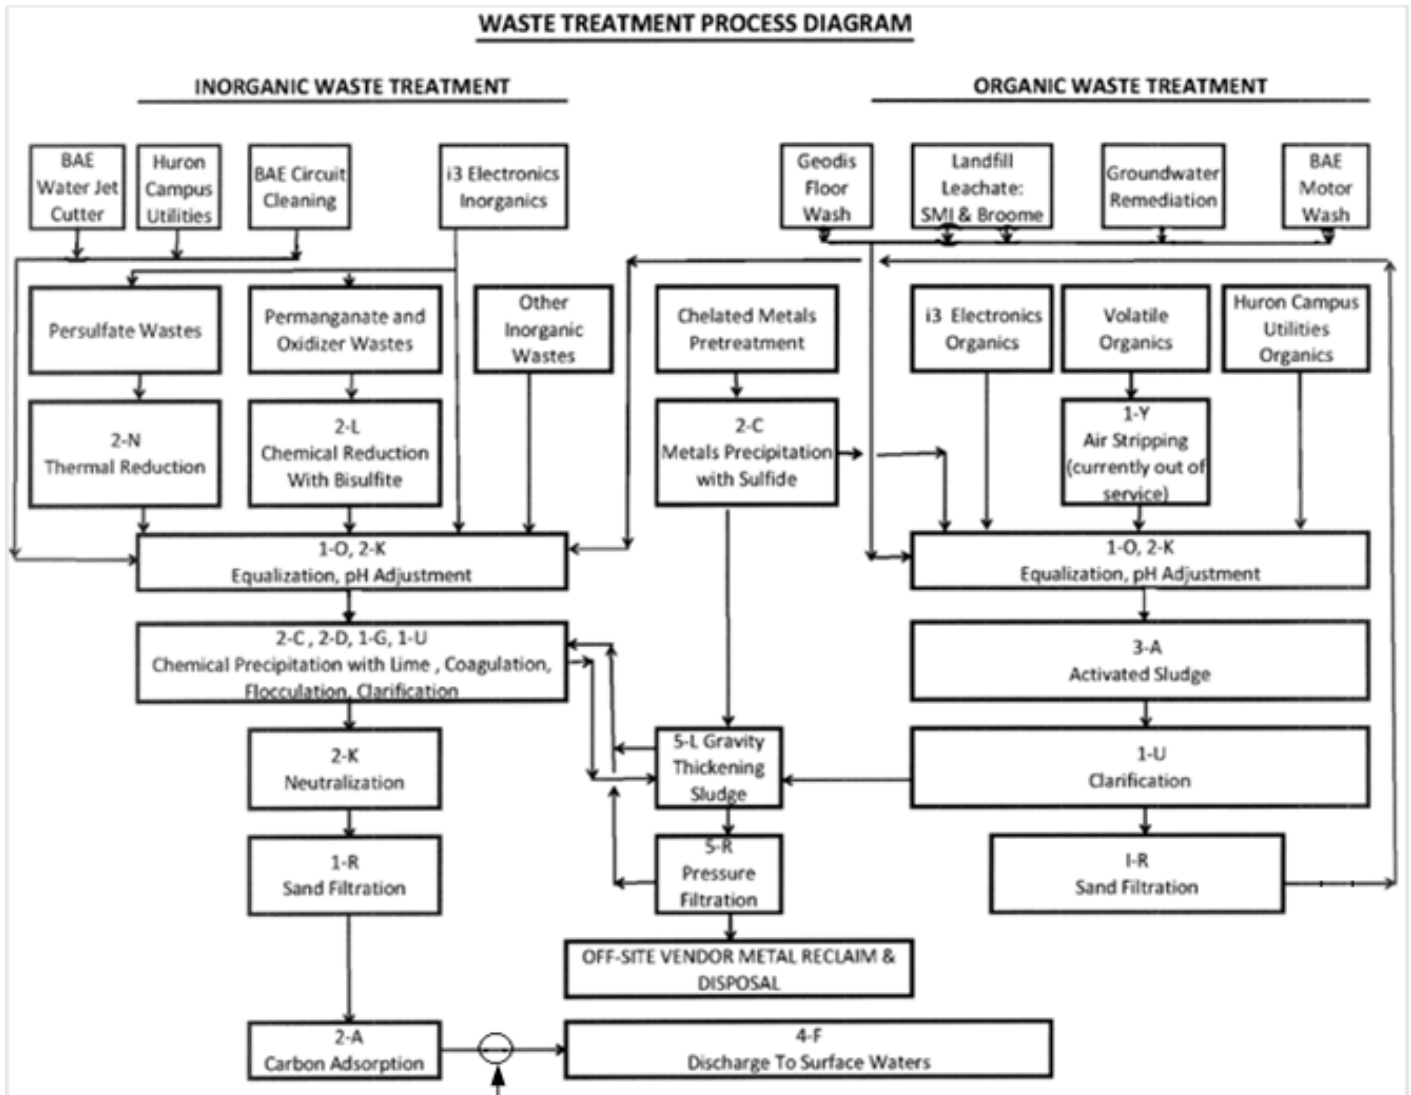 WASTE TREATMENT PROCESS DIAGRAM
INORGANIC WASTE TREATMENT
ORGANIC WASTE TREATMENT
BAE
Water Jet
Cutter
Huron
Campus
Utilities
BAE Circuit
Cleaning
i3 Electronics
Inorganics
Geodis
Floor
Wash
Landfill
Leachate:
SMI & Broome
Groundwater
Remediation
BAE
Motor
Wash
Persulfate Wastes
Permanganate and
Oxidizer Wastes
Other
Inorganic
Wastes
Chelated Metals
Pretreatment
i3 Electronics
Organics
Volatile
Organics
Huron Campus
Utilities
Organics
2-N
Thermal Reduction
2-L
Chemical Reduction
With Bisulfite
2-C
Metals Precipitation
with Sulfide
1-Y
Air Stripping
(currently out of
service)
1-O, 2-K
Equalization, pH Adjustment
1-O, 2-K
Equalization, pH Adjustment
2-C , 2-D, 1-G, 1-U
Chemical Precipitation with Lime , Coagulation,
Flocculation, Clarification
3-A
Activated Sludge
2-K
Neutralization
5-L Gravity
Thickening
Sludge
1-U
Clarification
1-R
Sand Filtration
5-R
Pressure
Filtration
I-R
Sand Filtration
OFF-SITE VENDOR METAL RECLAIM &
DISPOSAL
2-A
Carbon Adsorption
4-F
Discharge To Surface Waters